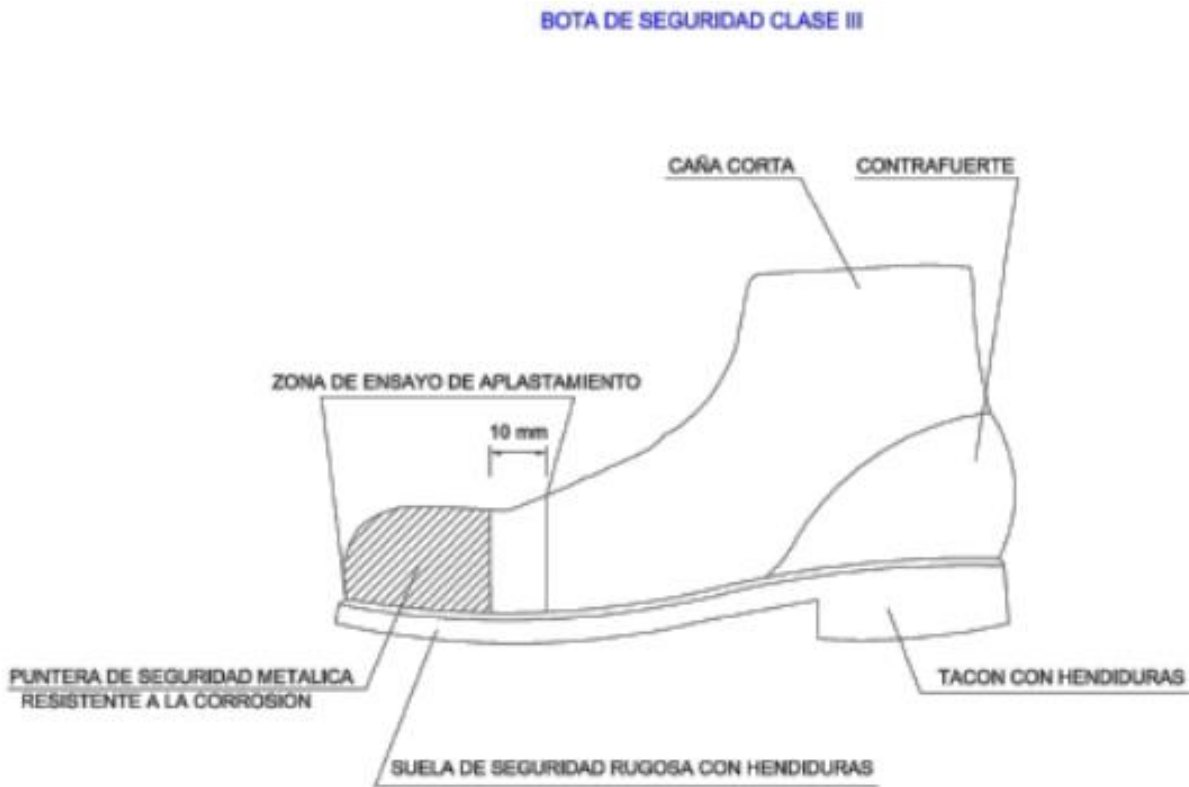 BOTA DE SEGURIDAD CLASE III
CAÑA CORTA
CONTRAFUERTE
ZONA DE ENSAYO DE APLASTAMIENTO
10 mm
PUNTERA DE SEGURIDAD METALICA
RESISTENTE A LA CORROSION
TACON CON HENDIDURAS
SUELA DE SEGURIDAD RUGOSA CON HENDIDURAS